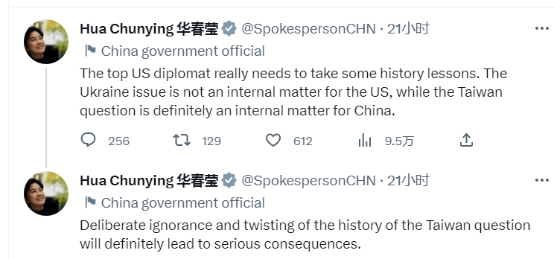 Hua Chunying 华春莹 @SpokespersonCHN · 21小时
China government official
The top US diplomat really needs to take some history lessons. The
Ukraine issue is not an internal matter for the US, while the Taiwan
question is definitely an internal matter for China.
256 129 612 9.5万
Hua Chunying 华春莹 @SpokespersonCHN · 21小时
China government official
Deliberate ignorance and twisting of the history of the Taiwan question
will definitely lead to serious consequences.